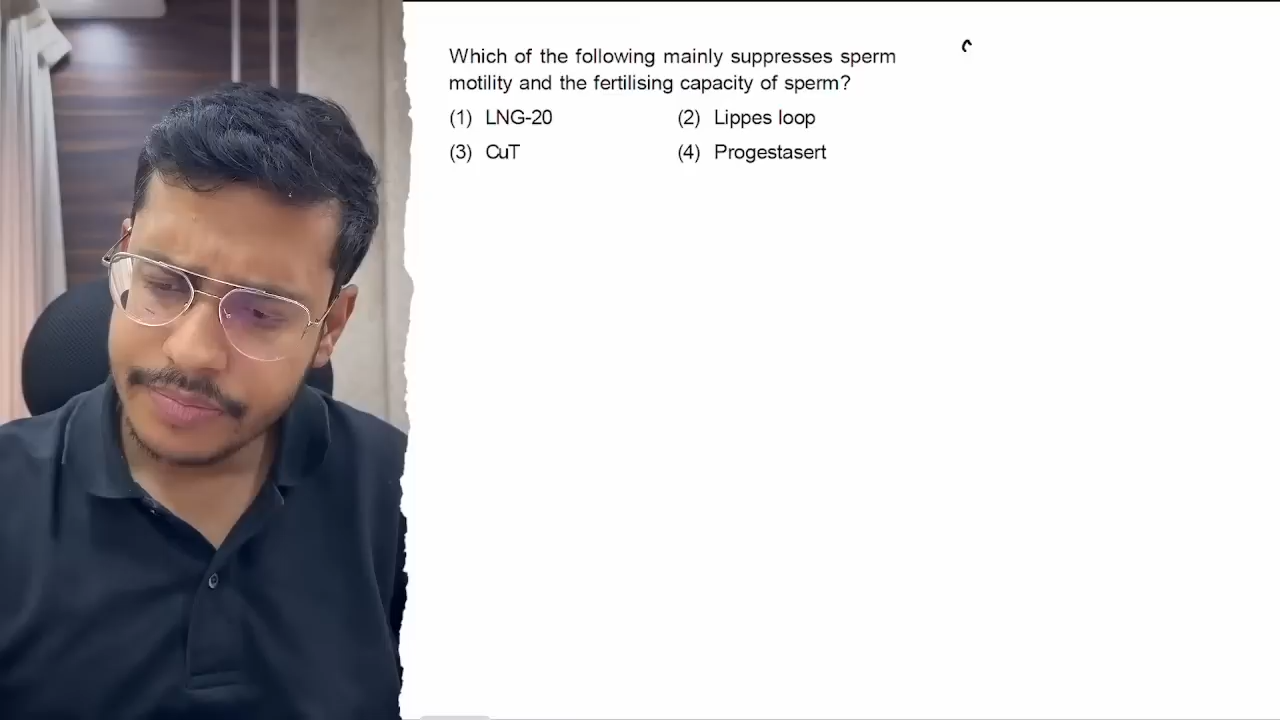 Which of the following mainly suppresses sperm
motility and the fertilising capacity of sperm?
(1) LNG-20 (2) Lippes loop
(3) CuT (4) Progestasert